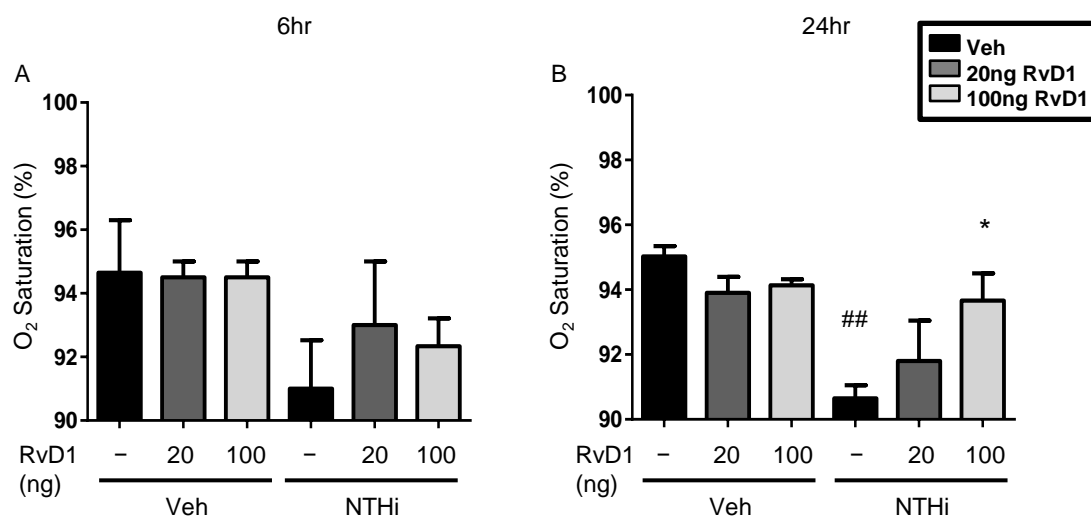 6hr
24hr
Veh
20ng RvD1
100ng RvD1
A
O₂ Saturation (%)
100
98
96
94
92
90
RvD1 (ng)
− 20 100 − 20 100
Veh NTHi
B
O₂ Saturation (%)
100
98
96
94
92
90
##
*
RvD1 (ng)
− 20 100 − 20 100
Veh NTHi